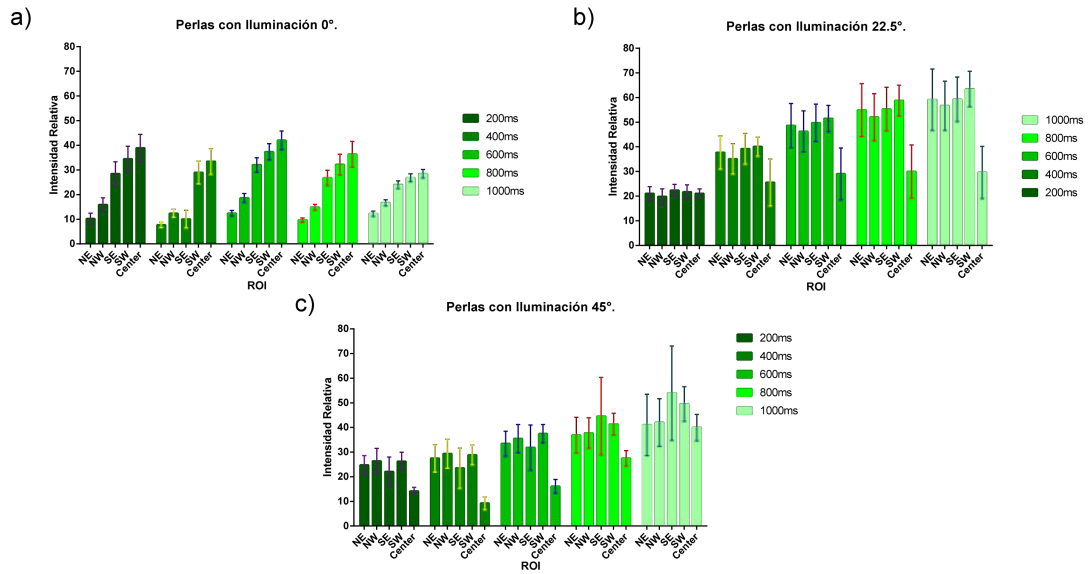 a)
Perlas con Iluminación 0°.
Intensidad Relativa
80
70
60
50
40
30
20
10
0
NE NW SE SW Center NE NW SE SW Center NE NW SE SW Center NE NW SE SW Center NE NW SE SW Center
ROI
200ms
400ms
600ms
800ms
1000ms
b)
Perlas con Iluminación 22.5°.
Intensidad Relativa
80
70
60
50
40
30
20
10
0
NE NW SE SW Center NE NW SE SW Center NE NW SE SW Center NE NW SE SW Center NE NW SE SW Center
ROI
1000ms
800ms
600ms
400ms
200ms
c)
Perlas con Iluminación 45°.
Intensidad Relativa
80
70
60
50
40
30
20
10
0
NE NW SE SW Center NE NW SE SW Center NE NW SE SW Center NE NW SE SW Center NE NW SE SW Center
ROI
200ms
400ms
600ms
800ms
1000ms